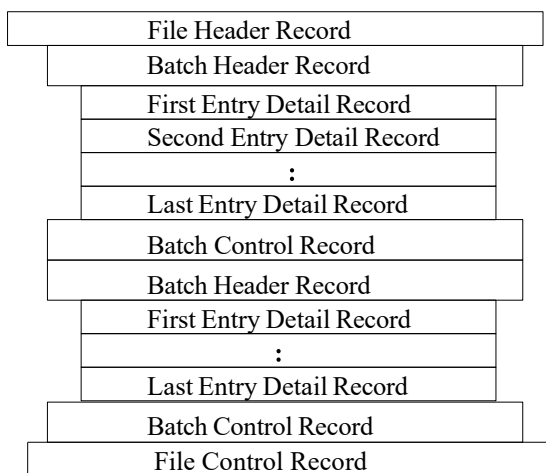 File Header Record
Batch Header Record
First Entry Detail Record
Second Entry Detail Record
:
Last Entry Detail Record
Batch Control Record
Batch Header Record
First Entry Detail Record
:
Last Entry Detail Record
Batch Control Record
File Control Record